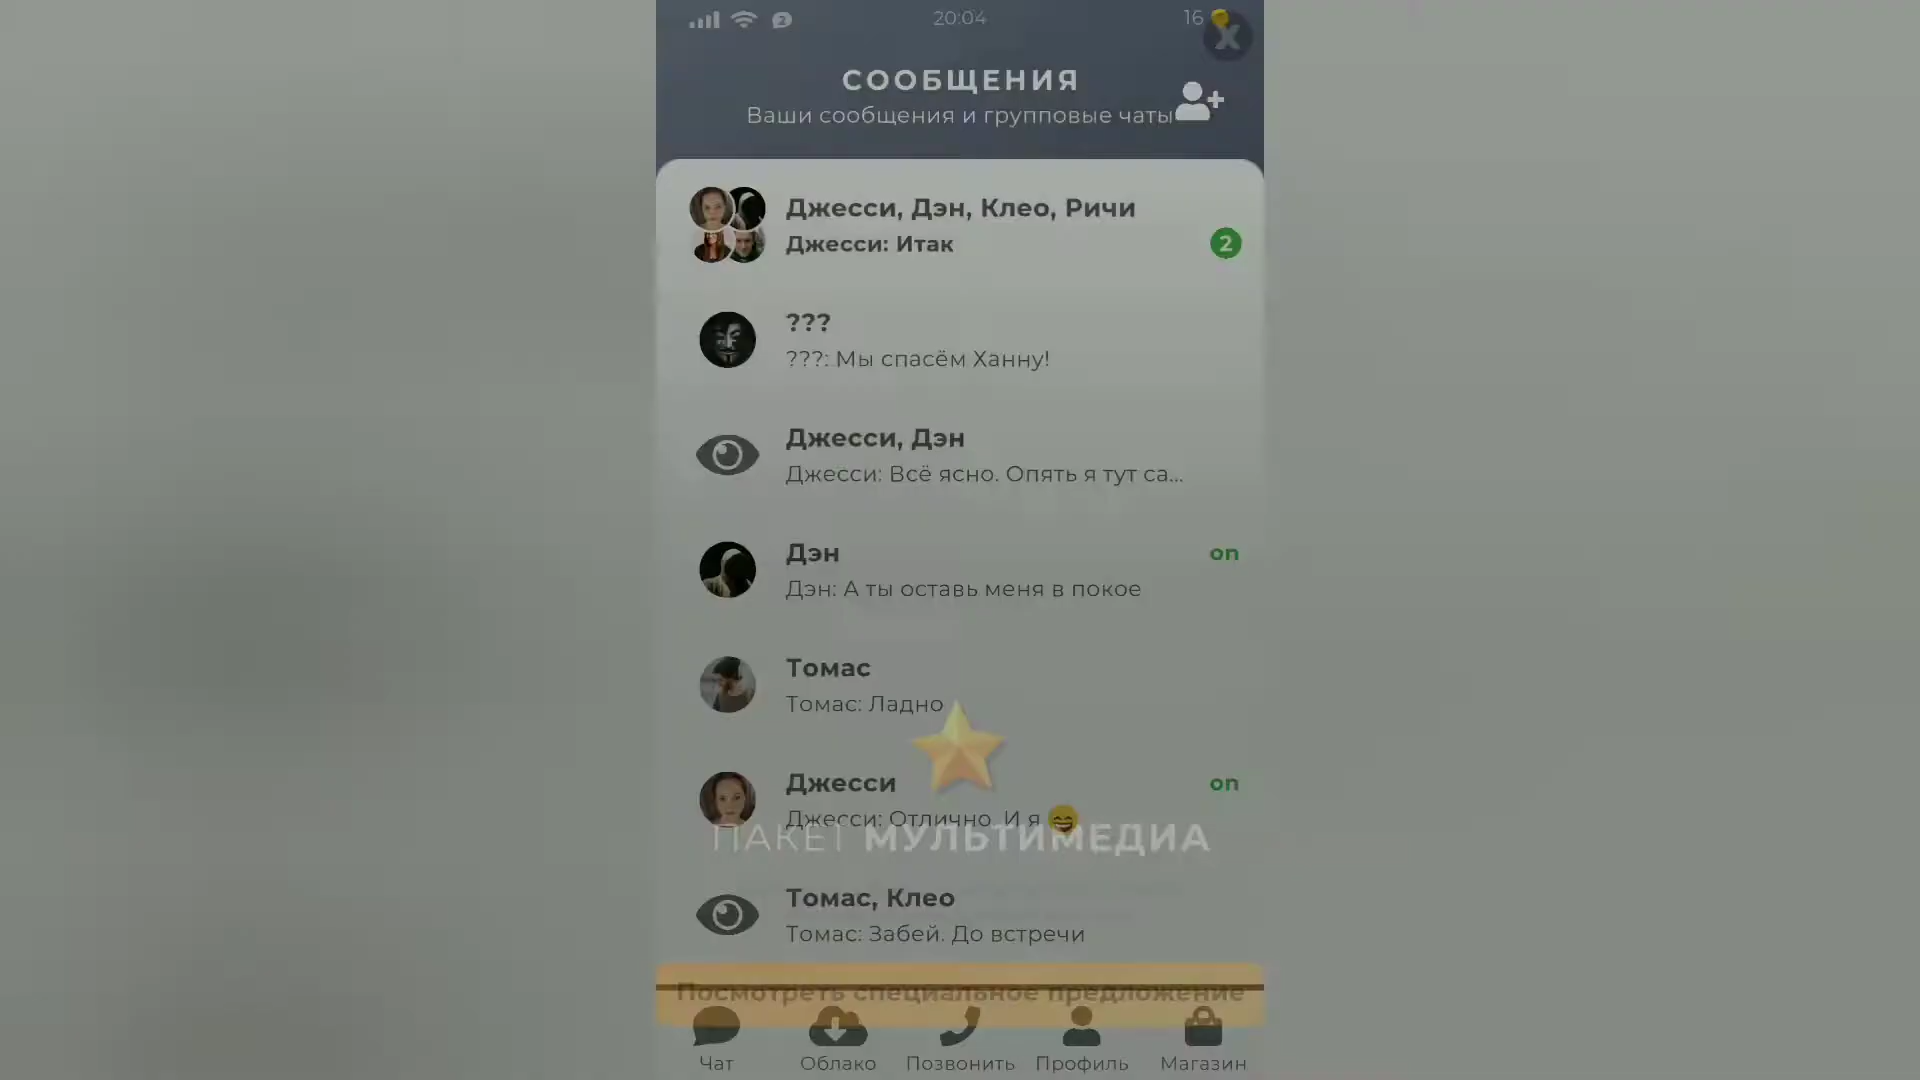 2
20:04
16
X
СООБЩЕНИЯ
Ваши сообщения и групповые чаты
Джесси, Дэн, Клео, Ричи
Джесси: Итак
2
???
???: Мы спасём Ханну!
Джесси, Дэн
Джесси: Всё ясно. Опять я тут са...
Дэн
on
Дэн: А ты оставь меня в покое
Томас
Томас: Ладно
Джесси
on
Джесси: Отлично. И я
ПАКЕТ МУЛЬТИМЕДИА
Томас, Клео
Томас: Забей. До встречи
Посмотреть специальное предложение
Чат
Облако
Позвонить
Профиль
Магазин